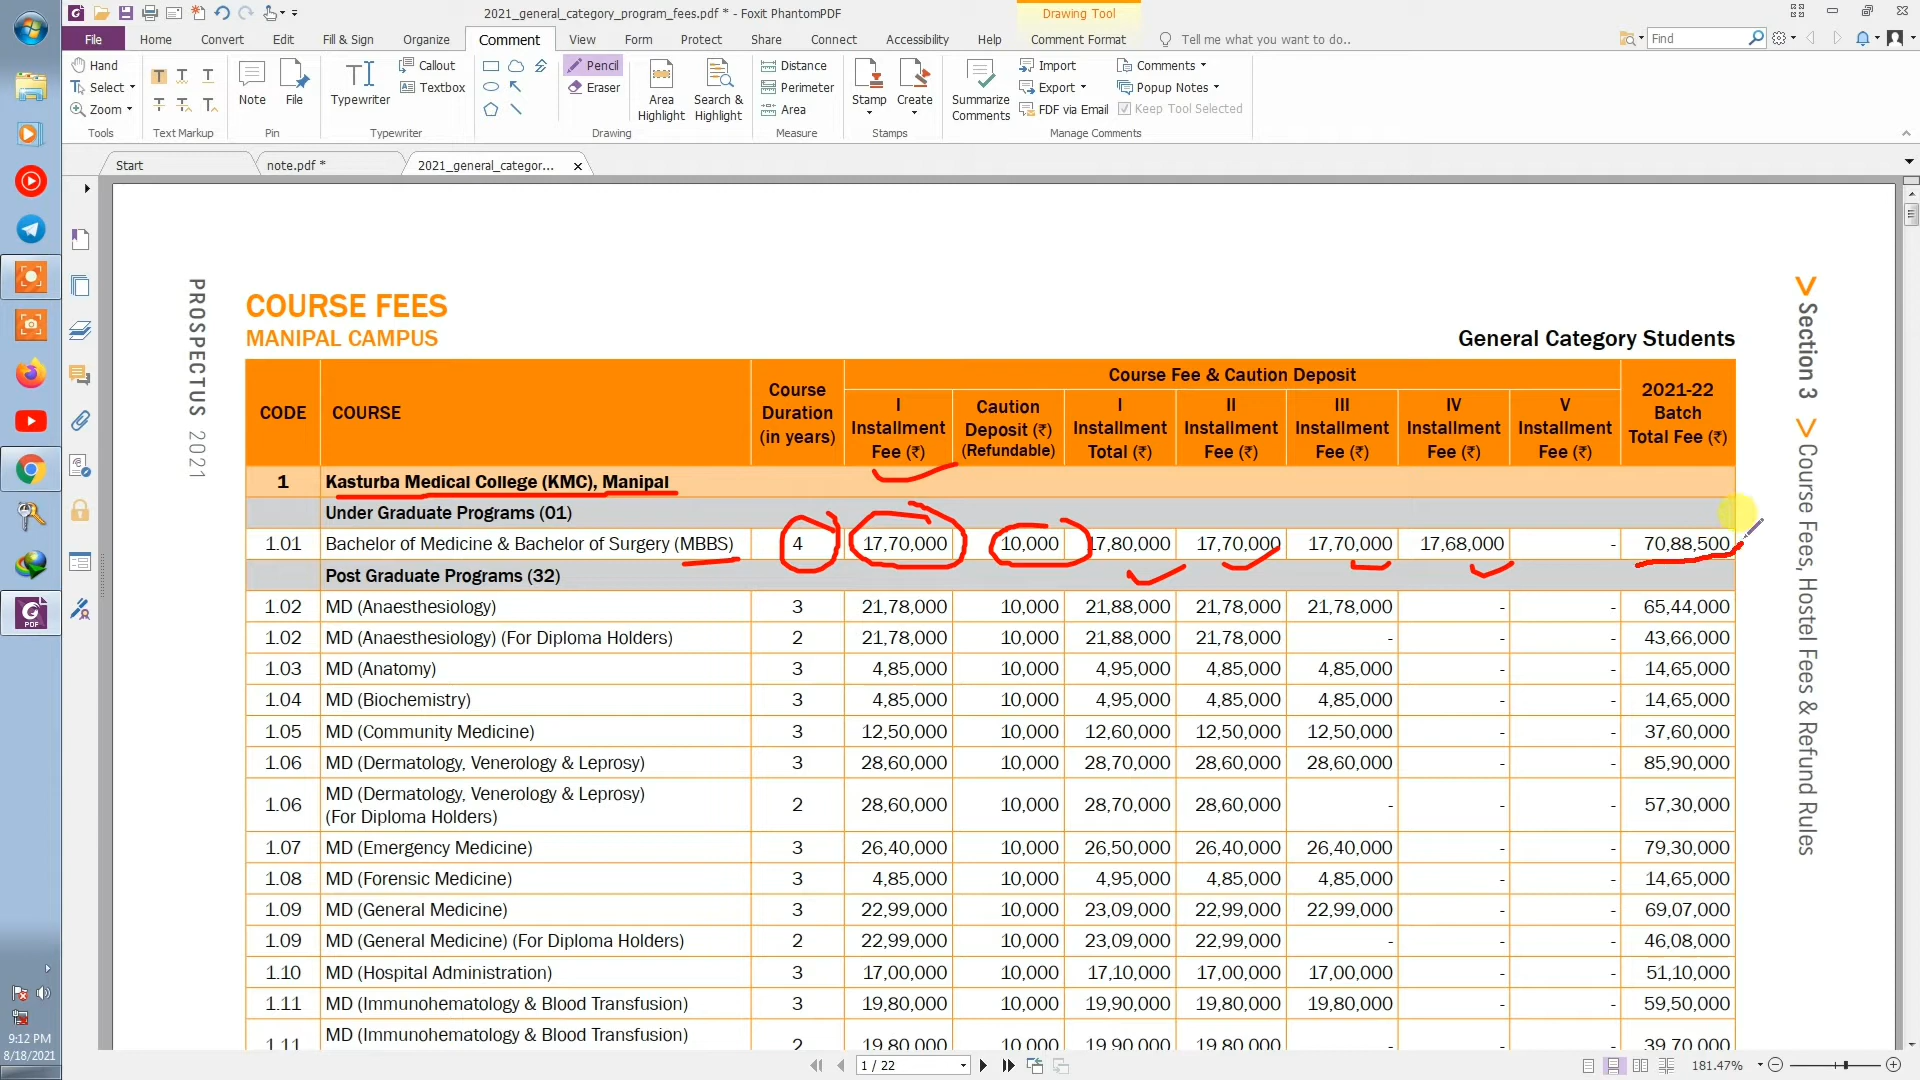 2021_general_category_program_fees.pdf * - Foxit PhantomPDF
Drawing Tool
File Home Convert Edit Fill & Sign Organize Comment View Form Protect Share Connect Accessibility Help Comment Format Tell me what you want to do.. Find
Hand
Select
Zoom
Tools
Text Markup
Note
File
Pin
Typewriter
Callout
Textbox
Typewriter
Pencil
Eraser
Area Highlight
Search & Highlight
Drawing
Distance
Perimeter
Area
Measure
Stamp
Create
Stamps
Summarize Comments
Import
Export
FDF via Email
Comments
Popup Notes
Keep Tool Selected
Manage Comments
Start note.pdf * 2021_general_categor...
PROSPECTUS 2021
COURSE FEES
MANIPAL CAMPUS
General Category Students
CODE COURSE Course Duration (in years) Course Fee & Caution Deposit 2021-22 Batch Total Fee (₹)
I Installment Fee (₹) Caution Deposit (₹) (Refundable) I Installment Total (₹) II Installment Fee (₹) III Installment Fee (₹) IV Installment Fee (₹) V Installment Fee (₹)
1 Kasturba Medical College (KMC), Manipal
Under Graduate Programs (01)
1.01 Bachelor of Medicine & Bachelor of Surgery (MBBS) 4 17,70,000 10,000 17,80,000 17,70,000 17,70,000 17,68,000 - 70,88,500
Post Graduate Programs (32)
1.02 MD (Anaesthesiology) 3 21,78,000 10,000 21,88,000 21,78,000 21,78,000 - - 65,44,000
1.02 MD (Anaesthesiology) (For Diploma Holders) 2 21,78,000 10,000 21,88,000 21,78,000 - - - 43,66,000
1.03 MD (Anatomy) 3 4,85,000 10,000 4,95,000 4,85,000 4,85,000 - - 14,65,000
1.04 MD (Biochemistry) 3 4,85,000 10,000 4,95,000 4,85,000 4,85,000 - - 14,65,000
1.05 MD (Community Medicine) 3 12,50,000 10,000 12,60,000 12,50,000 12,50,000 - - 37,60,000
1.06 MD (Dermatology, Venerology & Leprosy) 3 28,60,000 10,000 28,70,000 28,60,000 28,60,000 - - 85,90,000
1.06 MD (Dermatology, Venerology & Leprosy) (For Diploma Holders) 2 28,60,000 10,000 28,70,000 28,60,000 - - - 57,30,000
1.07 MD (Emergency Medicine) 3 26,40,000 10,000 26,50,000 26,40,000 26,40,000 - - 79,30,000
1.08 MD (Forensic Medicine) 3 4,85,000 10,000 4,95,000 4,85,000 4,85,000 - - 14,65,000
1.09 MD (General Medicine) 3 22,99,000 10,000 23,09,000 22,99,000 22,99,000 - - 69,07,000
1.09 MD (General Medicine) (For Diploma Holders) 2 22,99,000 10,000 23,09,000 22,99,000 - - - 46,08,000
1.10 MD (Hospital Administration) 3 17,00,000 10,000 17,10,000 17,00,000 17,00,000 - - 51,10,000
1.11 MD (Immunohematology & Blood Transfusion) 3 19,80,000 10,000 19,90,000 19,80,000 19,80,000 - - 59,50,000
1.11 MD (Immunohematology & Blood Transfusion) 2 19,80,000 10,000 19,90,000 19,80,000 - - - 39,70,000
> Section 3 > Course Fees, Hostel Fees & Refund Rules
9:12 PM
8/18/2021
1 / 22
181.47%